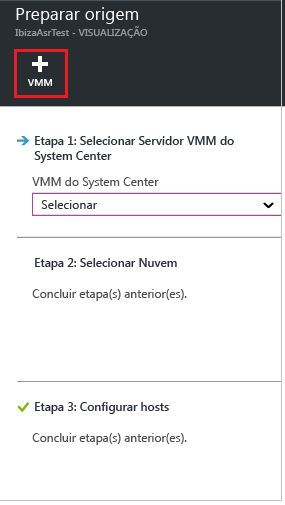 Preparar origem
IbizaAsrTest - VISUALIZAÇÃO
VMM
Etapa 1: Selecionar Servidor VMM do
System Center
VMM do System Center
Selecionar
Etapa 2: Selecionar Nuvem
Concluir etapa(s) anterior(es).
Etapa 3: Configurar hosts
Concluir etapa(s) anterior(es).